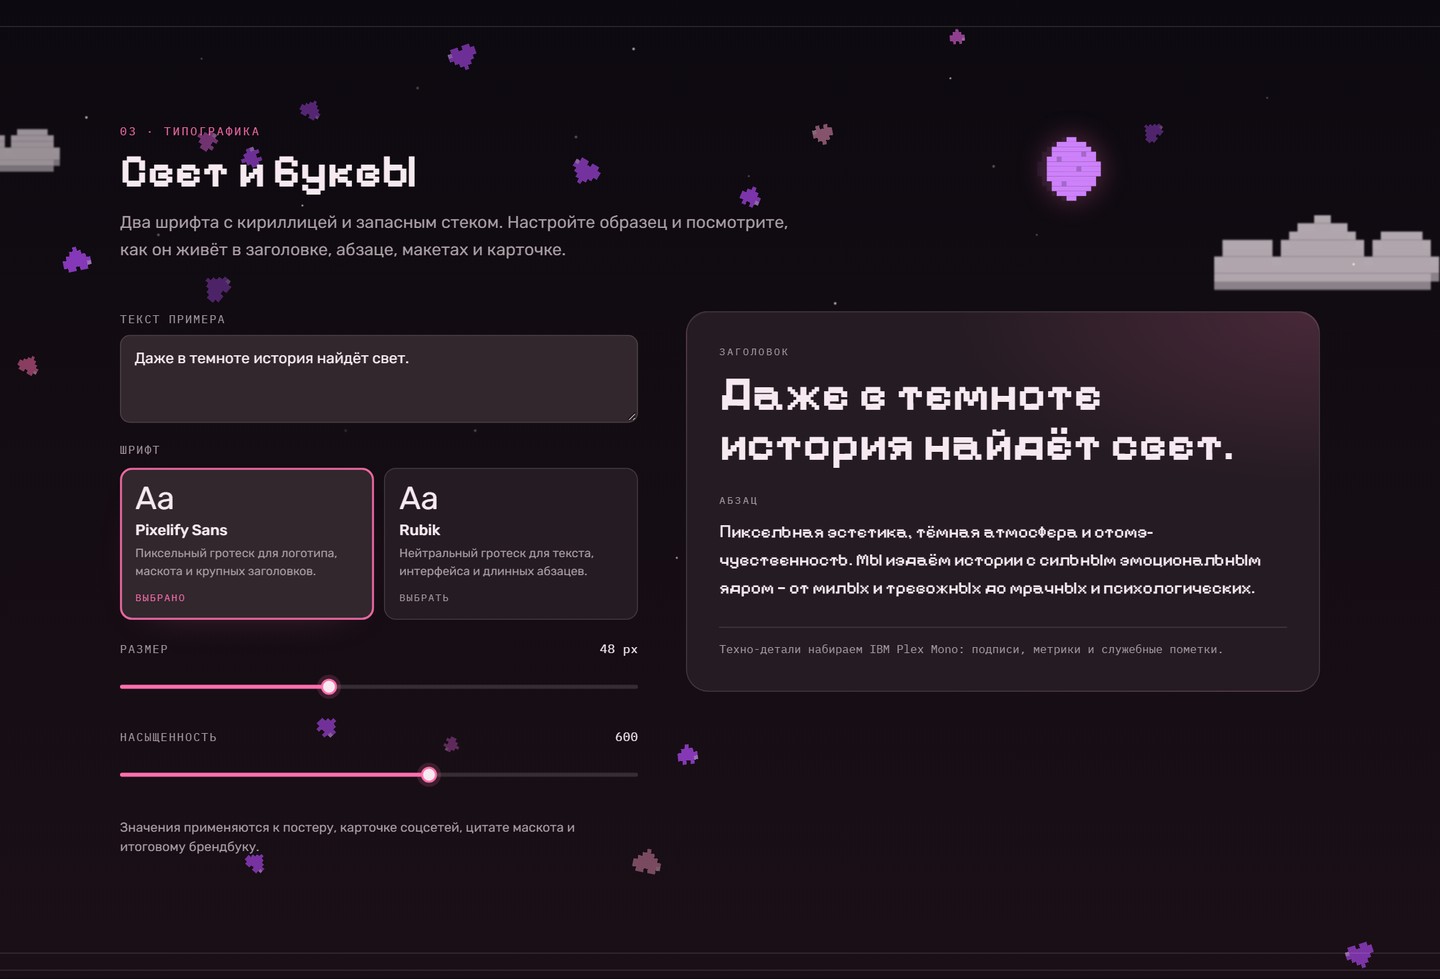 03 · ТИПОГРАФИКА
Свет и буквы
Два шрифта с кириллицей и запасным стеком. Настройте образец и посмотрите,
как он живёт в заголовке, абзаце, макетах и карточке.
ТЕКСТ ПРИМЕРА
Даже в темноте история найдёт свет.
ШРИФТ
Aa
Pixelify Sans
Пиксельный гротеск для логотипа,
маскота и крупных заголовков.
ВЫБРАНО
Aa
Rubik
Нейтральный гротеск для текста,
интерфейса и длинных абзацев.
ВЫБРАТЬ
РАЗМЕР
48 px
НАСЫЩЕННОСТЬ
600
Значения применяются к постеру, карточке соцсетей, цитате маскота и
итоговому брендбуку.
ЗАГОЛОВОК
Даже в темноте
история найдёт свет.
АБЗАЦ
Пиксельная эстетика, тёмная атмосфера и отомэ-
чувственность. Мы издаём истории с сильным эмоциональным
ядром – от милых и тревожных до мрачных и психологических.
Техно-детали набираем IBM Plex Mono: подписи, метрики и служебные пометки.